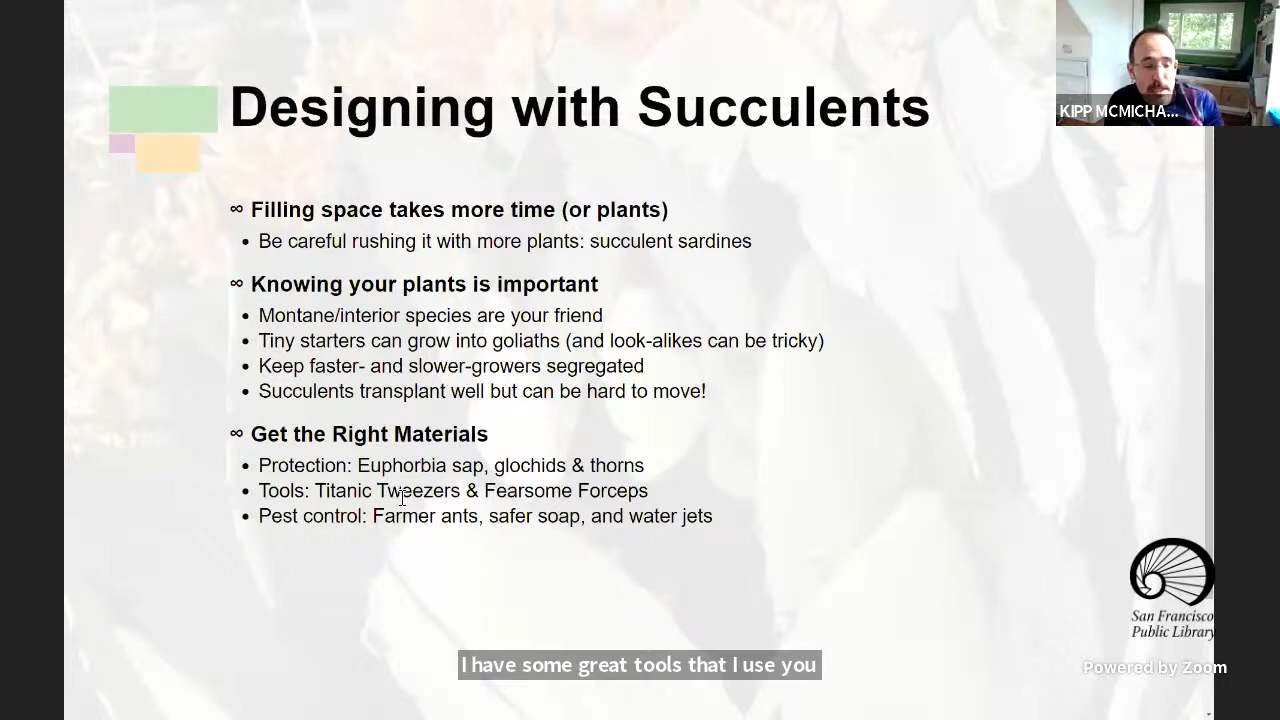 Designing with Succulents
KIPP MCMICHA...
∞ Filling space takes more time (or plants)
• Be careful rushing it with more plants: succulent sardines
∞ Knowing your plants is important
• Montane/interior species are your friend
• Tiny starters can grow into goliaths (and look-alikes can be tricky)
• Keep faster- and slower-growers segregated
• Succulents transplant well but can be hard to move!
∞ Get the Right Materials
• Protection: Euphorbia sap, glochids & thorns
• Tools: Titanic Tweezers & Fearsome Forceps
• Pest control: Farmer ants, safer soap, and water jets
San Francisco
Public Library
I have some great tools that I use you
Powered by Zoom